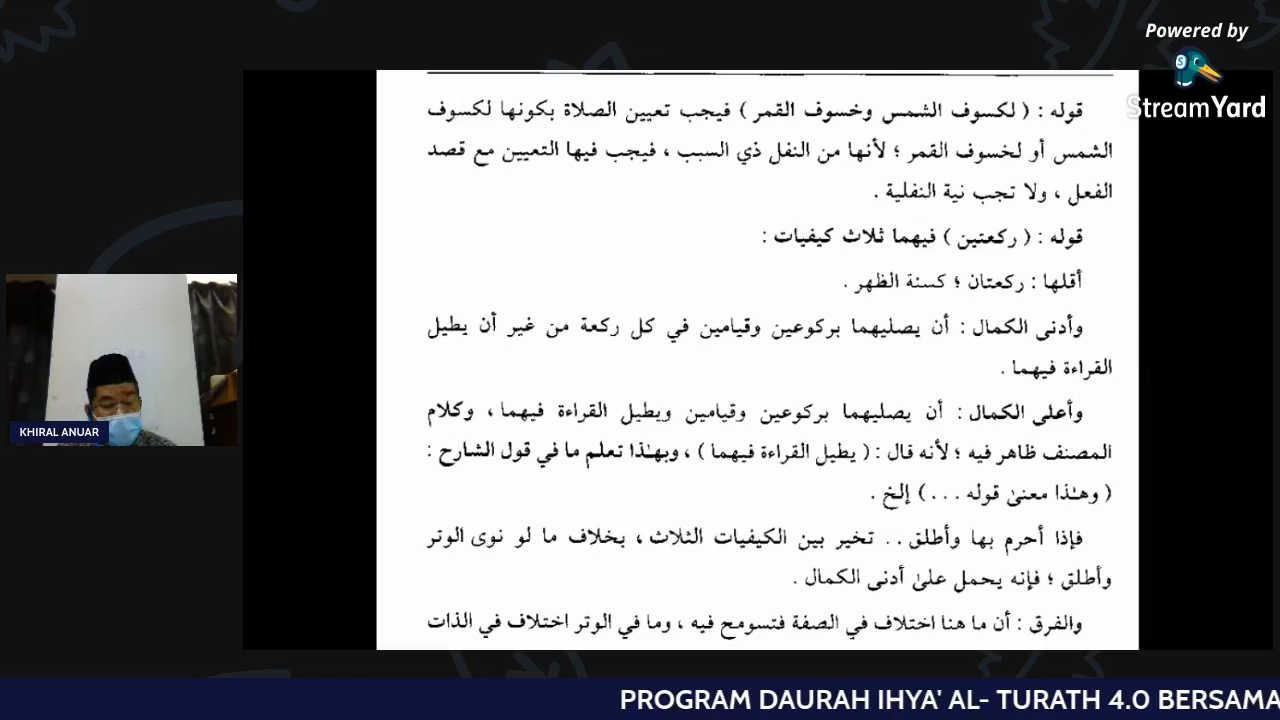 Powered by
StreamYard
قوله : ( لكسوف الشمس وخسوف القمر ) فيجب تعيين الصلاة بكونها لكسوف
الشمس أو لخسوف القمر ؛ لأنها من النفل ذي السبب ، فيجب فيها التعيين مع قصد
الفعل ، ولا تجب نية النفلية .
قوله : ( ركعتين ) فيهما ثلاث كيفيات :
أقلها : ركعتان ؛ كسنة الظهر .
وأدنى الكمال : أن يصليهما بركوعين وقيامين في كل ركعة من غير أن يطيل
القراءة فيهما .
وأعلى الكمال : أن يصليهما بركوعين وقيامين ويطيل القراءة فيهما ، وكلام
المصنف ظاهر فيه ؛ لأنه قال : ( يطيل القراءة فيهما ) ، وبهـٰذا تعلم ما في قول الشارح :
( وهـٰذا معنىٰ قوله . . . ) إلخ .
فإذا أحرم بها وأطلق . . تخير بين الكيفيات الثلاث ، بخلاف ما لو نوى الوتر
وأطلق ؛ فإنه يحمل علىٰ أدنى الكمال .
والفرق : أن ما هنا اختلاف في الصفة فتسومح فيه ، وما في الوتر اختلاف في الذات
KHIRAL ANUAR
PROGRAM DAURAH IHYA' AL- TURATH 4.0 BERSAMA